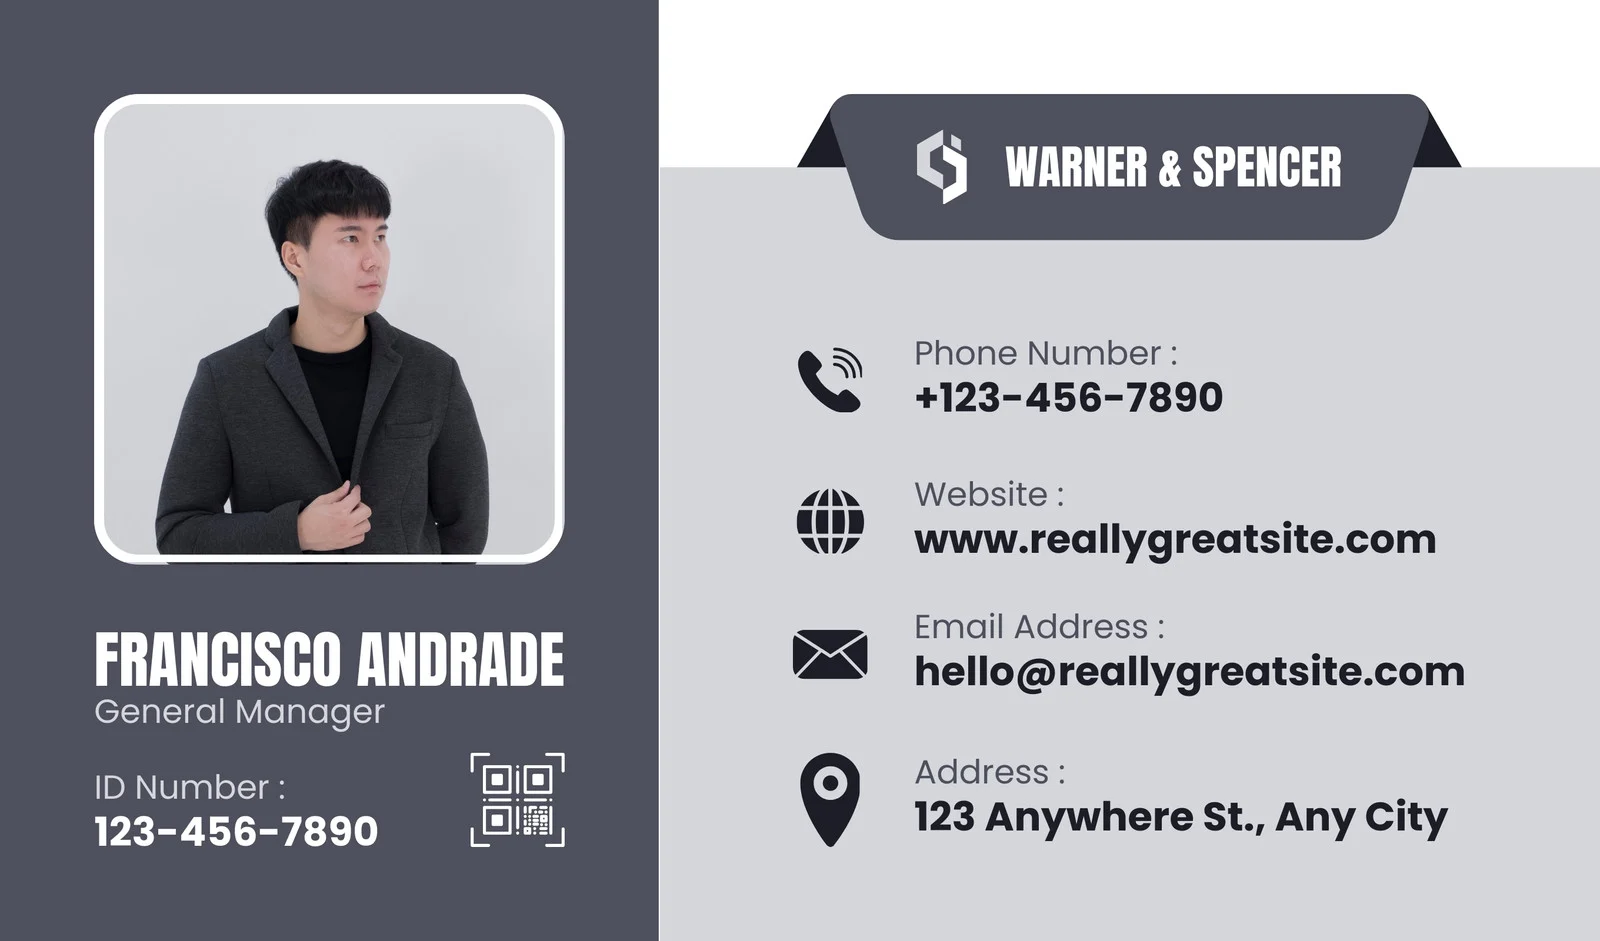 FRANCISCO ANDRADE
General Manager
ID Number :
123-456-7890
WARNER & SPENCER
Phone Number :
+123-456-7890
Website :
www.reallygreatsite.com
Email Address :
hello@reallygreatsite.com
Address :
123 Anywhere St., Any City